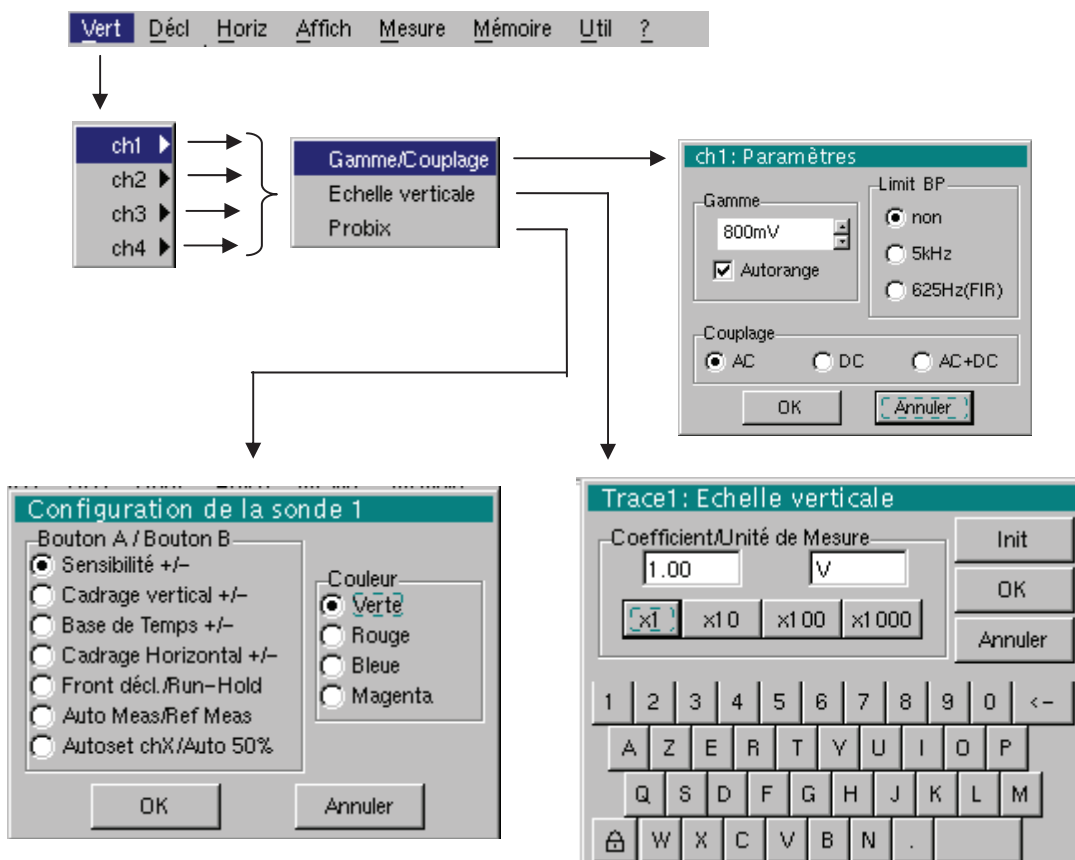 Vert Décl Horiz Affich Mesure Mémoire Util ?
ch1
ch2
ch3
ch4
Gamme/Couplage
Echelle verticale
Probix
ch1: Paramètres
Gamme
800mV
Autorange
Limit BP
non
5kHz
625Hz(FIR)
Couplage
AC DC AC+DC
OK Annuler
Configuration de la sonde 1
Bouton A / Bouton B
Sensibilité +/-
Cadrage vertical +/-
Base de Temps +/-
Cadrage Horizontal +/-
Front décl./Run-Hold
Auto Meas/Ref Meas
Autoset chX/Auto 50%
Couleur
Verte
Rouge
Bleue
Magenta
OK Annuler
Trace1: Echelle verticale
Coefficient/Unité de Mesure
1.00 V
x1 x10 x100 x1000
Init
OK
Annuler
1 2 3 4 5 6 7 8 9 0 <-
A Z E R T Y U I O P
Q S D F G H J K L M
W X C V B N .